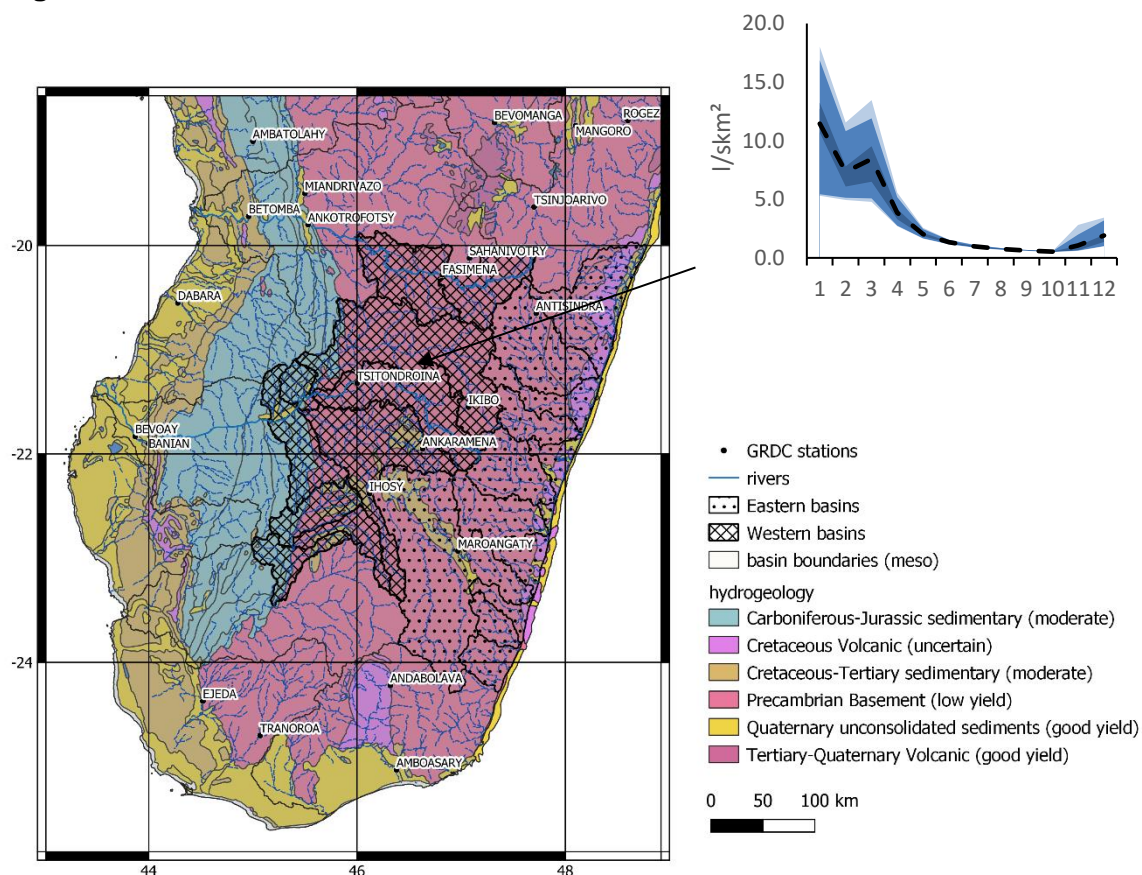 20.0
15.0
10.0
5.0
0.0
l/skm²
1 2 3 4 5 6 7 8 9 10 11 12
BEVOMANGA
ROGEZ
MANGORO
AMBATOLAHY
MIANDRIVAZO
BETOMBA
TSINJOARIVO
ANKOTROFOTSY
-20
SAHANIVOTRY
FASIMENA
DABARA
ANTISINDRA
TSITONDROINA
IKIBO
BEVOAY
BANIAN
ANKARAMENA
-22
IHOSY
MAROANGATY
-24
EJEDA
ANDABOLAVA
TRANOROA
AMBOASARY
44 46 48
GRDC stations
rivers
Eastern basins
Western basins
basin boundaries (meso)
hydrogeology
Carboniferous-Jurassic sedimentary (moderate)
Cretaceous Volcanic (uncertain)
Cretaceous-Tertiary sedimentary (moderate)
Precambrian Basement (low yield)
Quaternary unconsolidated sediments (good yield)
Tertiary-Quaternary Volcanic (good yield)
0 50 100 km